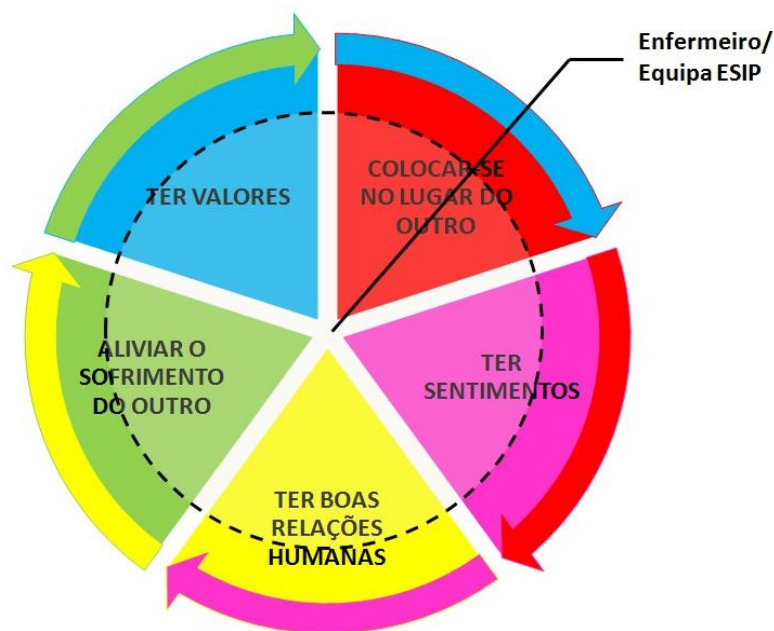 Enfermeiro/
Equipa ESIP
TER VALORES
COLOCAR-SE
NO LUGAR DO
OUTRO
ALIVIAR O
SOFRIMENTO
DO OUTRO
TER
SENTIMENTOS
TER BOAS
RELAÇÕES
HUMANAS